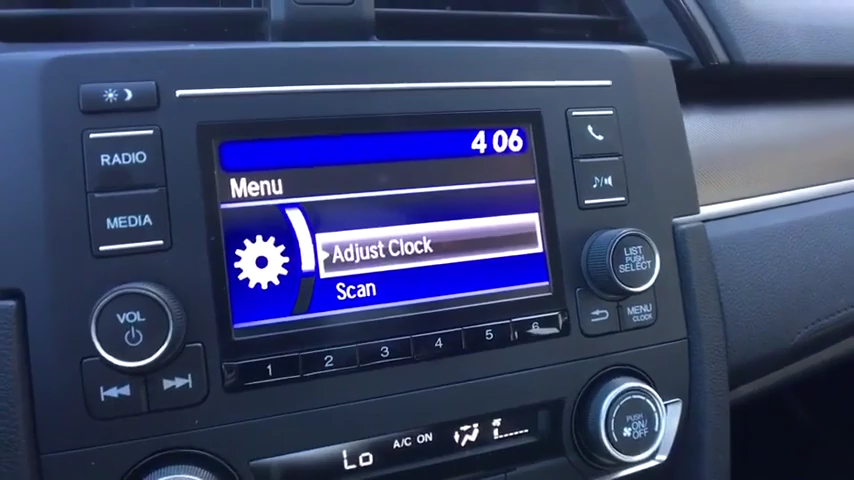 4 06
RADIO
Menu
MEDIA
Adjust Clock
LIST
PUSH
SELECT
Scan
VOL
MENU
CLOCK
1 2 3 4 5 6
PUSH
ON/
OFF
A/C ON
Lo